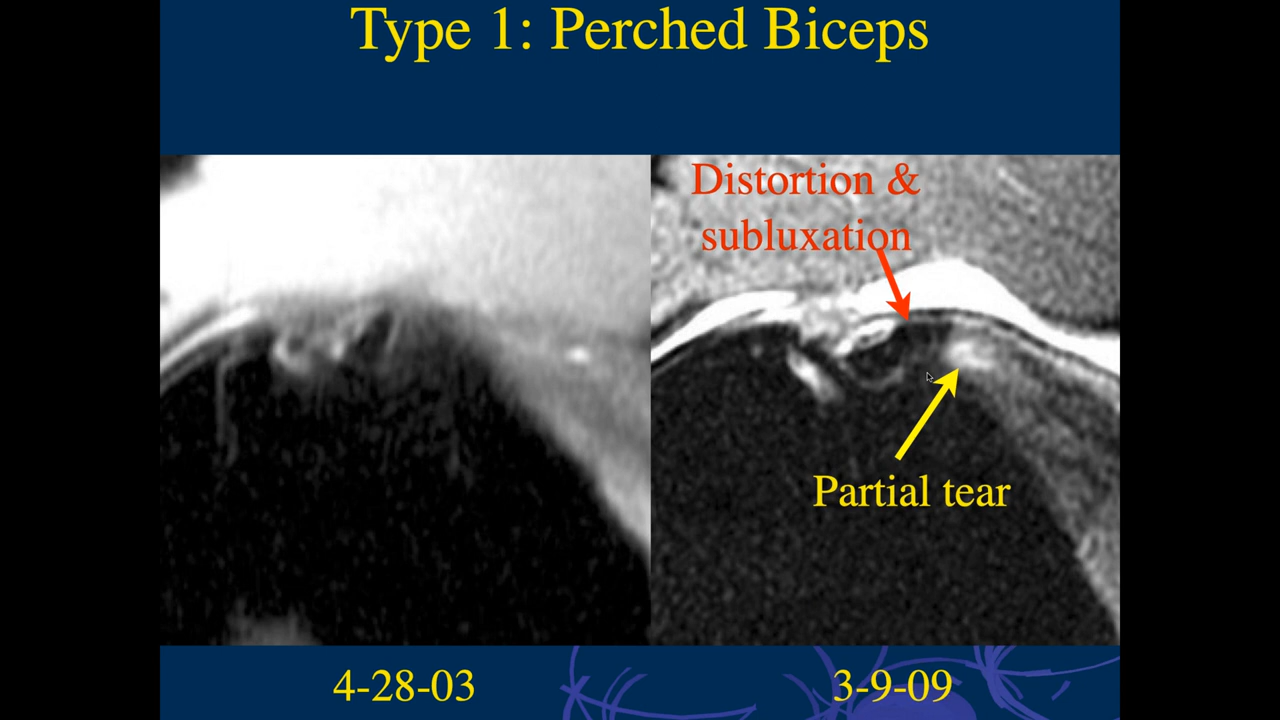 Type 1: Perched Biceps
Distortion &
subluxation
Partial tear
4-28-03
3-9-09